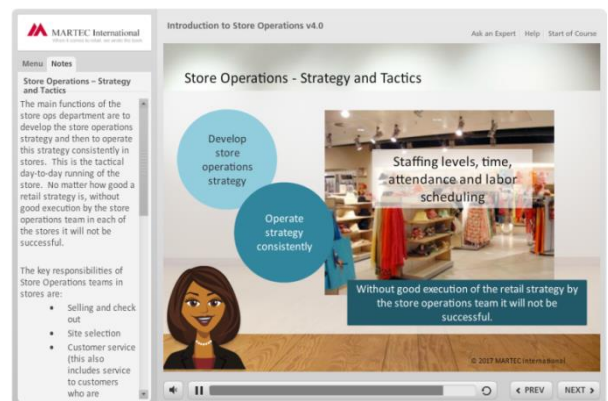 MARTEC International
Introduction to Store Operations v4.0
Ask an Expert Help Start of Course
Menu Notes
Store Operations – Strategy
and Tactics
The main functions of the
store ops department are to
develop the store operations
strategy and then to operate
this strategy consistently in
stores. This is the tactical
day-to-day running of the
store. No matter how good a
retail strategy is, without
good execution by the store
operations team in each of
the stores it will not be
successful.
The key responsibilities of
Store Operations teams in
stores are:
▪ Selling and check
out
▪ Site selection
▪ Customer service
(this also
includes service
to customers
who are
Store Operations - Strategy and Tactics
Develop
store
operations
strategy
Operate
strategy
consistently
Staffing levels, time,
attendance and labor
scheduling
Without good execution of the retail strategy by
the store operations team it will not be
successful.
© 2017 MARTEC International
PREV NEXT